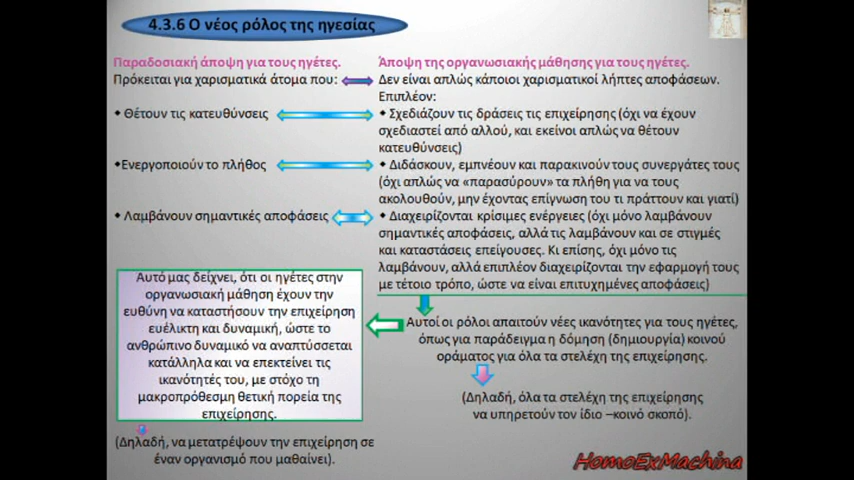 4.3.6 Ο νέος ρόλος της ηγεσίας
Παραδοσιακή άποψη για τους ηγέτες.
Πρόκειται για χαρισματικά άτομα που:
• Θέτουν τις κατευθύνσεις
•Ενεργοποιούν το πλήθος
• Λαμβάνουν σημαντικές αποφάσεις
Άποψη της οργανωσιακής μάθησης για τους ηγέτες.
Δεν είναι απλώς κάποιοι χαρισματικοί λήπτες αποφάσεων.
Επιπλέον:
• Σχεδιάζουν τις δράσεις τις επιχείρησης (όχι να έχουν
σχεδιαστεί από αλλού, και εκείνοι απλώς να θέτουν
κατευθύνσεις)
• Διδάσκουν, εμπνέουν και παρακινούν τους συνεργάτες τους
(όχι απλώς να «παρασύρουν» τα πλήθη για να τους
ακολουθούν, μην έχοντας επίγνωση του τι πράττουν και γιατί)
• Διαχειρίζονται κρίσιμες ενέργειες (όχι μόνο λαμβάνουν
σημαντικές αποφάσεις, αλλά τις λαμβάνουν και σε στιγμές
και καταστάσεις επείγουσες. Κι επίσης, όχι μόνο τις
λαμβάνουν, αλλά επιπλέον διαχειρίζονται την εφαρμογή τους
με τέτοιο τρόπο, ώστε να είναι επιτυχημένες αποφάσεις)
Αυτοί οι ρόλοι απαιτούν νέες ικανότητες για τους ηγέτες,
όπως για παράδειγμα η δόμηση (δημιουργία) κοινού
οράματος για όλα τα στελέχη της επιχείρησης.
(Δηλαδή, όλα τα στελέχη της επιχείρησης
να υπηρετούν τον ίδιο –κοινό σκοπό).
Αυτό μας δείχνει, ότι οι ηγέτες στην
οργανωσιακή μάθηση έχουν την
ευθύνη να καταστήσουν την επιχείρηση
ευέλικτη και δυναμική, ώστε το
ανθρώπινο δυναμικό να αναπτύσσεται
κατάλληλα και να επεκτείνει τις
ικανότητές του, με στόχο τη
μακροπρόθεσμη θετική πορεία της
επιχείρησης.
(Δηλαδή, να μετατρέψουν την επιχείρηση σε
έναν οργανισμό που μαθαίνει).
HomoExMachina